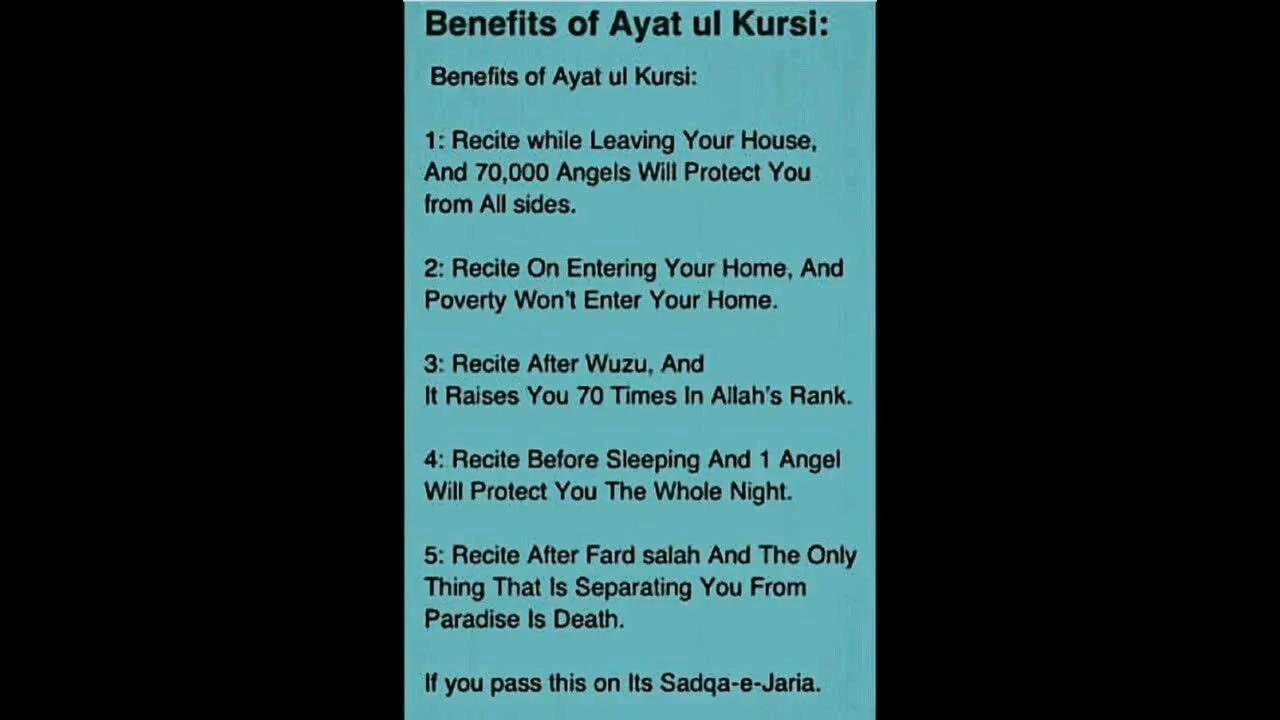 Benefits of Ayat ul Kursi:
Benefits of Ayat ul Kursi:
1: Recite while Leaving Your House,
And 70,000 Angels Will Protect You
from All sides.
2: Recite On Entering Your Home, And
Poverty Won't Enter Your Home.
3: Recite After Wuzu, And
It Raises You 70 Times In Allah's Rank.
4: Recite Before Sleeping And 1 Angel
Will Protect You The Whole Night.
5: Recite After Fard salah And The Only
Thing That Is Separating You From
Paradise Is Death.
If you pass this on Its Sadqa-e-Jaria.